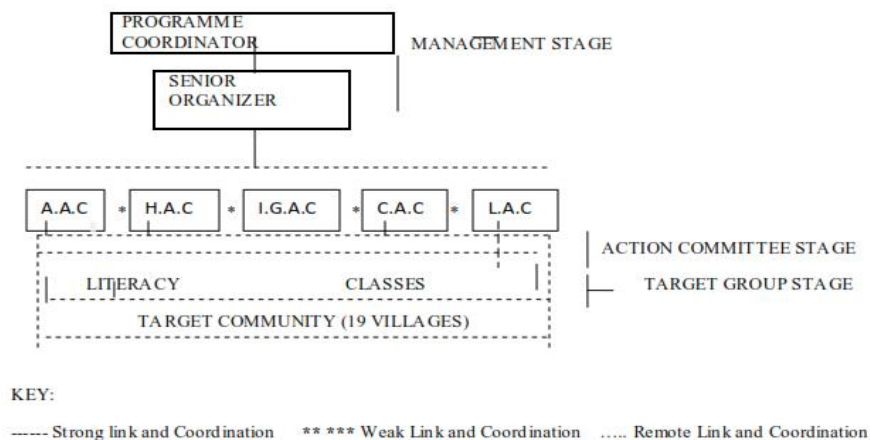 PROGRAMME
COORDINATOR
MANAGEMENT STAGE
SENIOR
ORGANIZER
A.A.C * H.A.C * I.G.A.C * C.A.C * L.A.C
ACTION COMMITTEE STAGE
LITERACY CLASSES TARGET GROUP STAGE
TARGET COMMUNITY (19 VILLAGES)
KEY:
------ Strong link and Coordination ** *** Weak Link and Coordination ….. Remote Link and Coordination